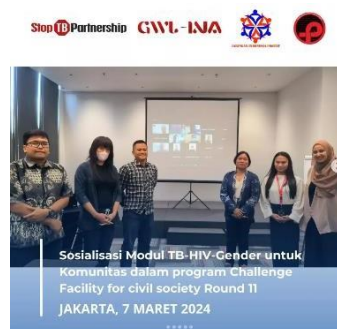 Stop TB Partnership
GWL-INA
Sosialisasi Modul TB-HIV-Gender untuk
Komunitas dalam program Challenge
Facility for civil society Round 11
JAKARTA, 7 MARET 2024